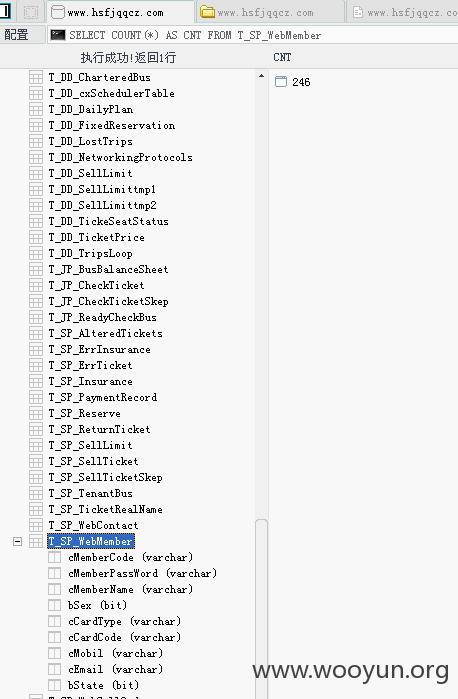 www.hsfjqqcz.com
www.hsfjqqcz.com
www.hsfjqqcz.com
配置
SELECT COUNT(*) AS CNT FROM T_SP_WebMember
执行成功!返回1行
CNT
246
T_DD_CharteredBus
T_DD_cxSchedulerTable
T_DD_DailyPlan
T_DD_FixedReservation
T_DD_LostTrips
T_DD_NetworkingProtocols
T_DD_SellLimit
T_DD_SellLimittmp1
T_DD_SellLimittmp2
T_DD_TickeSeatStatus
T_DD_TicketPrice
T_DD_TripsLoop
T_JP_BusBalanceSheet
T_JP_CheckTicket
T_JP_CheckTicketSkep
T_JP_ReadyCheckBus
T_SP_AlteredTickets
T_SP_ErrInsurance
T_SP_ErrTicket
T_SP_Insurance
T_SP_PaymentRecord
T_SP_Reserve
T_SP_ReturnTicket
T_SP_SellLimit
T_SP_SellTicket
T_SP_SellTicketSkep
T_SP_TenantBus
T_SP_TicketRealName
T_SP_WebContact
T_SP_WebMember
cMemberCode (varchar)
cMemberPassWord (varchar)
cMemberName (varchar)
bSex (bit)
cCardType (varchar)
cCardCode (varchar)
cMobil (varchar)
cEmail (varchar)
bState (bit)
www.wooyun.org